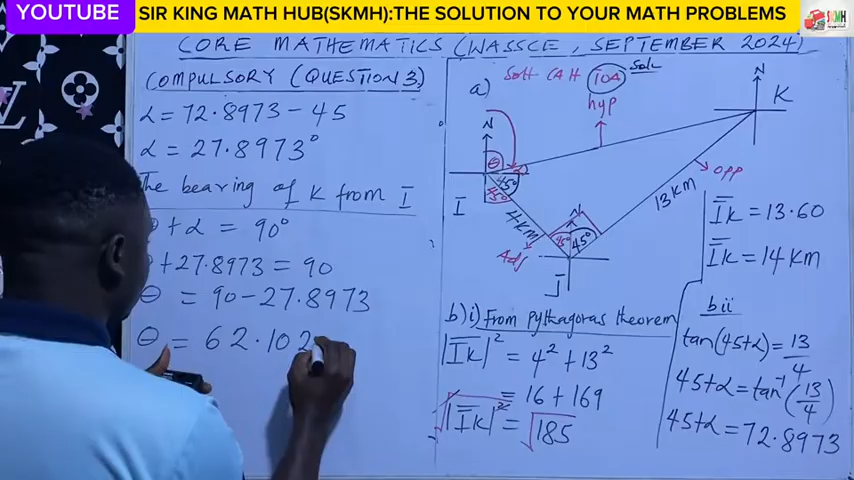 YOUTUBE
SIR KING MATH HUB(SKMH):THE SOLUTION TO YOUR MATH PROBLEMS
SKMH
CORE MATHEMATICS (WASSCE, SEPTEMBER 2024)
COMPULSORY (QUESTION 3)
α = 72.8973 - 45
α = 27.8973°
The bearing of K from I
θ + α = 90°
+ 27.8973 = 90
θ = 90 - 27.8973
θ = 62.102
a)
SOH CAH TOA
Soln
hyp
N
K
N
θ
α
45°
45°
I
opp
4KM
13KM
N
Adj
45°
45°
J
IK = 13.60
IK = 14 KM
b) i) From pythagoras theorem
|IK|² = 4² + 13²
= 16 + 169
√|IK|² = √185
bii
tan(45+α) = 13/4
45+α = tan⁻¹(13/4)
45+α = 72.8973